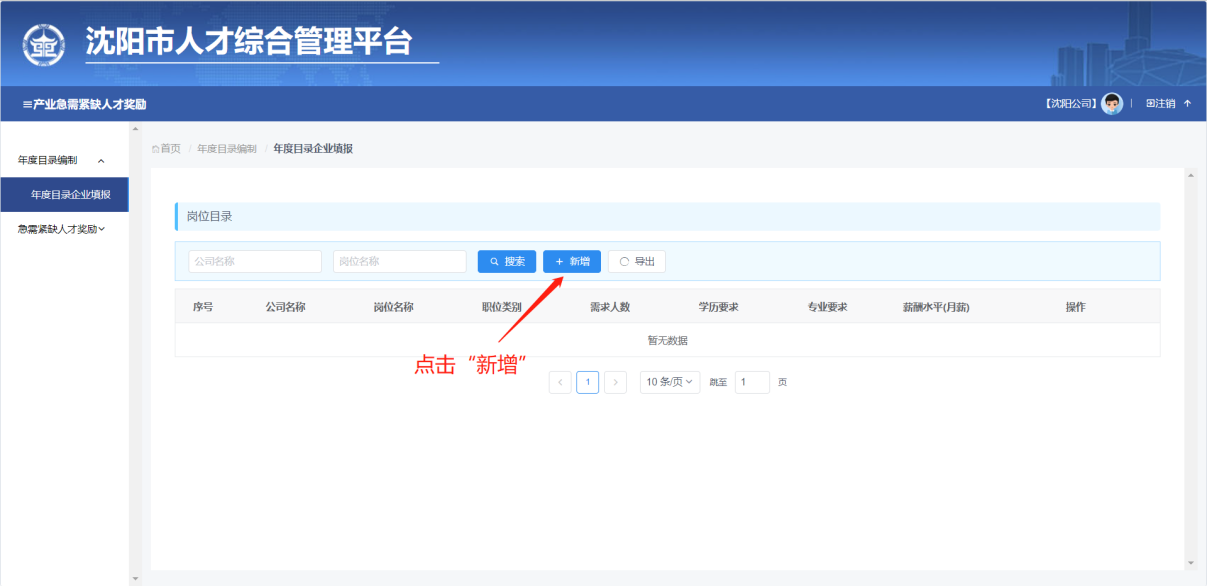 沈阳市人才综合管理平台
产业急需紧缺人才奖励
【沈阳公司】 注销
年度目录编制
年度目录企业填报
急需紧缺人才奖励
首页 / 年度目录编制 / 年度目录企业填报
岗位目录
公司名称 岗位名称 搜索 + 新增 导出
序号 公司名称 岗位名称 职位类别 需求人数 学历要求 专业要求 薪酬水平(月薪) 操作
暂无数据
点击“新增”
< 1 > 10 条/页 跳至 1 页